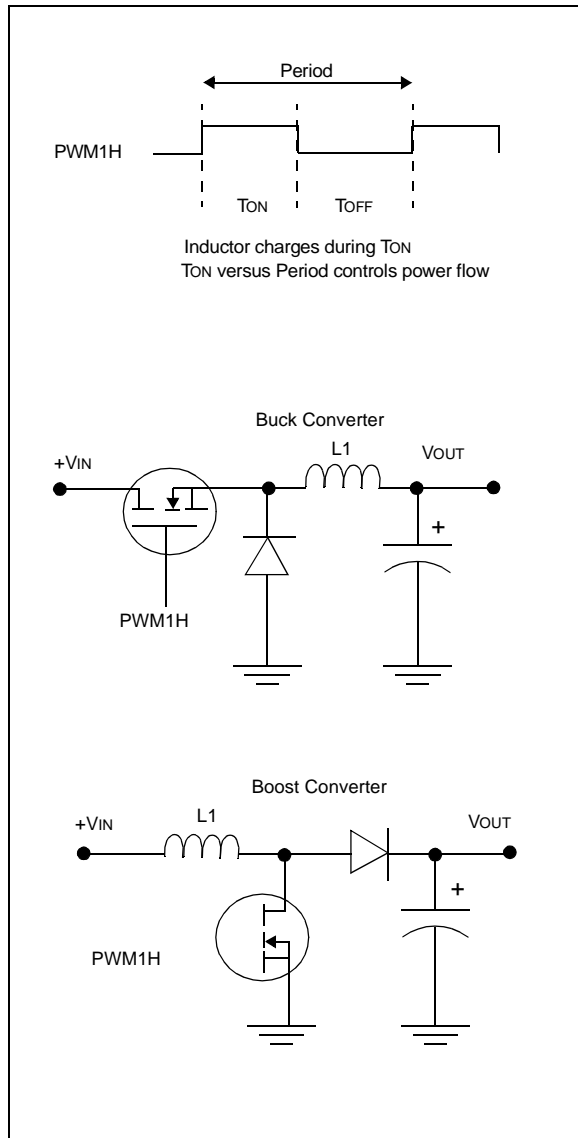 Period
PWM1H
TON TOFF
Inductor charges during TON
TON versus Period controls power flow
Buck Converter
+VIN L1 VOUT
+
PWM1H
Boost Converter
+VIN L1 VOUT
+
PWM1H